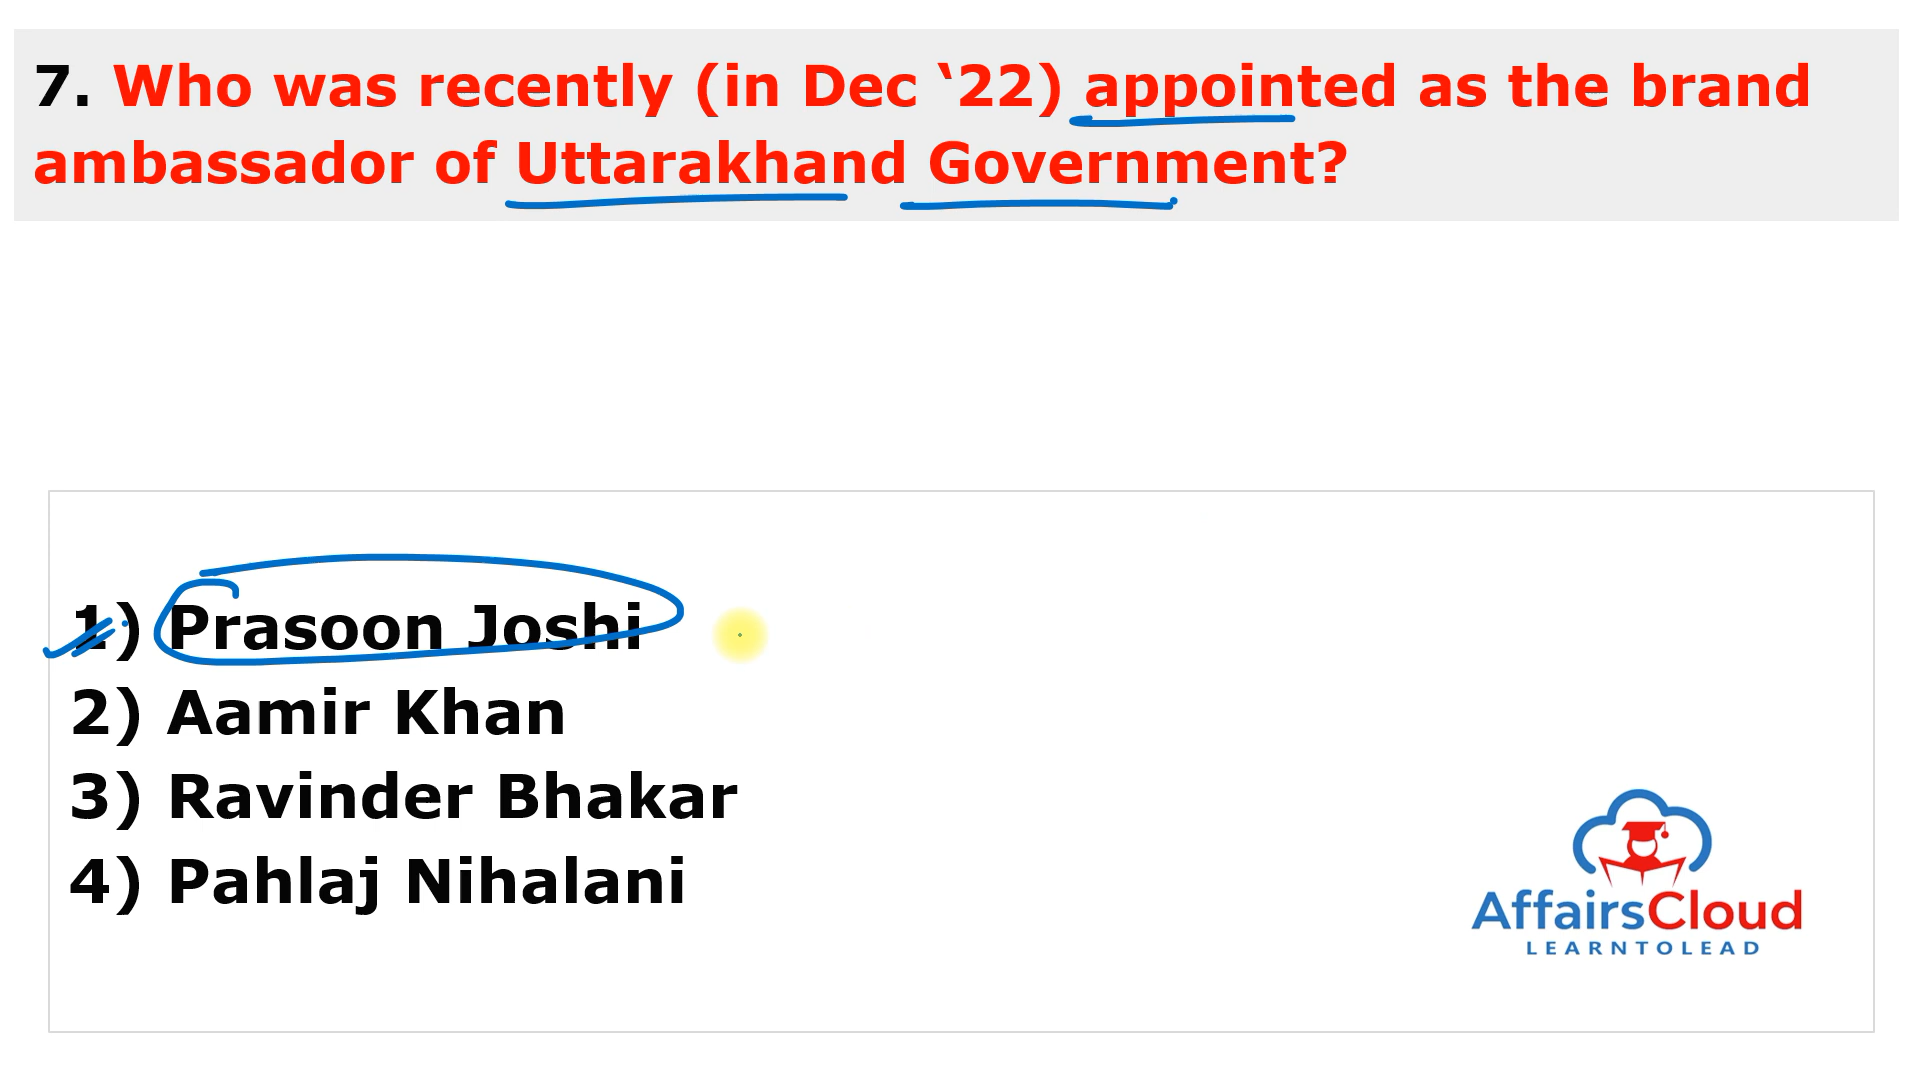 7. Who was recently (in Dec ‘22) appointed as the brand
ambassador of Uttarakhand Government?
1) Prasoon Joshi
2) Aamir Khan
3) Ravinder Bhakar
4) Pahlaj Nihalani
AffairsCloud
LEARNTOLEAD